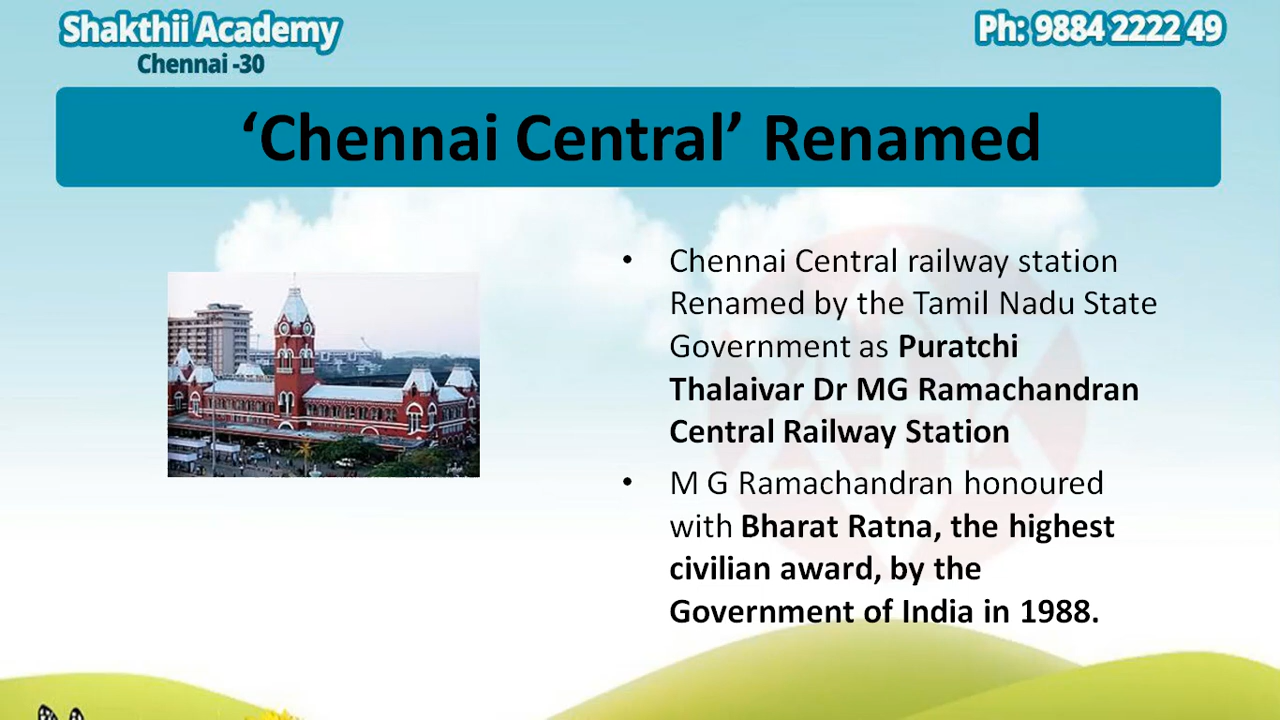 Shakthii Academy
Chennai -30
Ph: 9884 2222 49
‘Chennai Central’ Renamed
• Chennai Central railway station
Renamed by the Tamil Nadu State
Government as Puratchi
Thalaivar Dr MG Ramachandran
Central Railway Station
• M G Ramachandran honoured
with Bharat Ratna, the highest
civilian award, by the
Government of India in 1988.